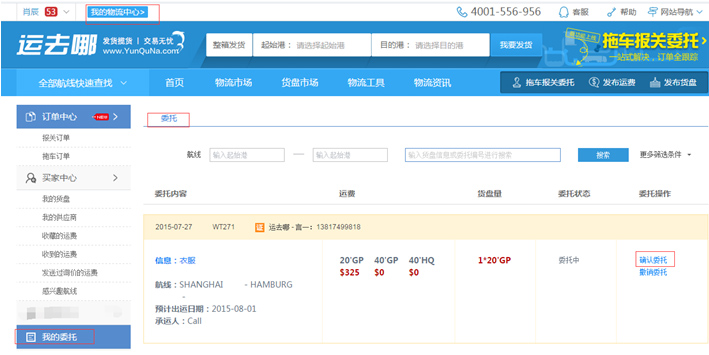 肖辰 53 我的物流中心> 4001-556-956 客服 帮助 网站导航
运去哪 发货揽货 | 交易无忧 www.YunQuNa.com 整箱发货 起始港： 请选择起始港 目的港： 请选择目的港 我要发货 拖车报关委托>
一站式解决，订单全跟踪
全部航线快速查找 首页 物流市场 货盘市场 物流工具 物流资讯 拖车报关委托 发布运费 发布货盘
订单中心
报关订单
拖车订单
买家中心
我的货盘
我的供应商
收藏的运费
收到的运费
发送过询价的运费
感兴趣航线
我的委托
委托
航线 输入起始港 — 输入目的港 输入货盘信息或委托编号进行搜索 搜索 更多筛选条件
委托内容 运费 货盘量 委托状态 委托操作
2015-07-27 WT271 证 运去哪 - 宫一：13817499818
信息：衣服 20'GP 40'GP 40'HQ 1*20'GP 委托中 确认委托
$325 $0 $0 撤销委托
航线：SHANGHAI - HAMBURG
-
预计出运日期：2015-08-01
承运人：Call